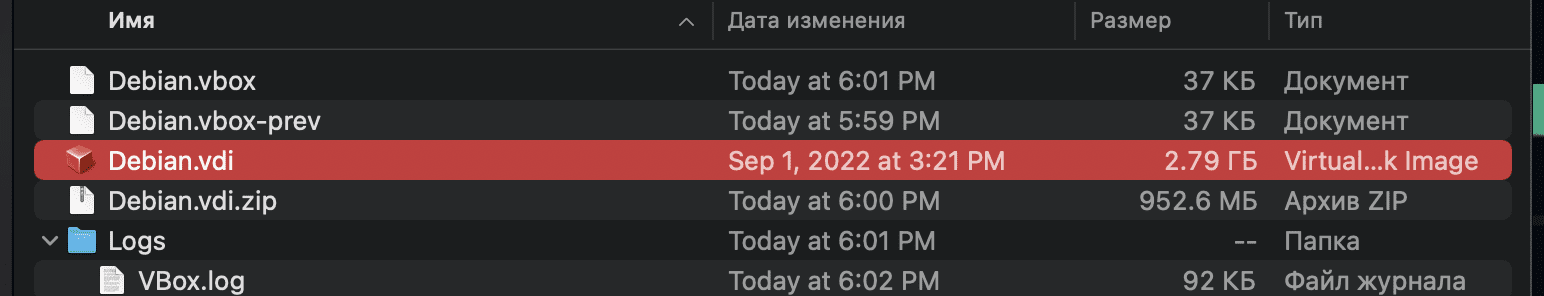 Имя Дата изменения Размер Тип
Debian.vbox Today at 6:01 PM 37 КБ Документ
Debian.vbox-prev Today at 5:59 PM 37 КБ Документ
Debian.vdi Sep 1, 2022 at 3:21 PM 2.79 ГБ Virtual...k Image
Debian.vdi.zip Today at 6:00 PM 952.6 МБ Архив ZIP
Logs Today at 6:01 PM -- Папка
VBox.log Today at 6:02 PM 92 КБ Файл журнала